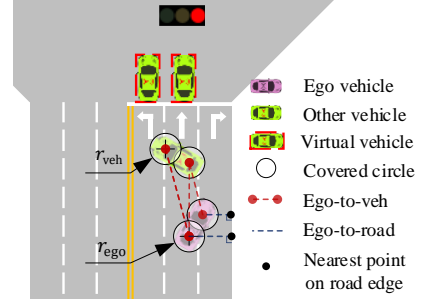 r_veh
r_ego
Ego vehicle
Other vehicle
Virtual vehicle
Covered circle
Ego-to-veh
Ego-to-road
Nearest point
on road edge